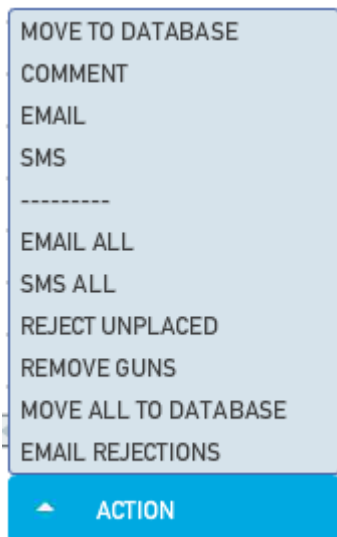 MOVE TO DATABASE
COMMENT
EMAIL
SMS
---------
EMAIL ALL
SMS ALL
REJECT UNPLACED
REMOVE GUNS
MOVE ALL TO DATABASE
EMAIL REJECTIONS
ACTION